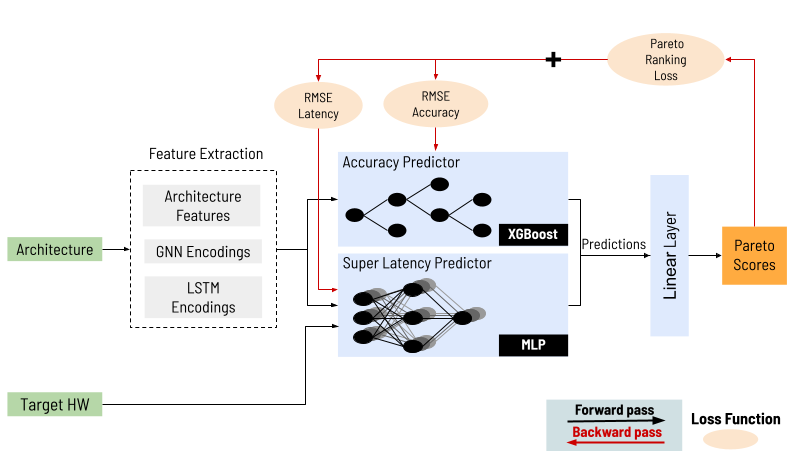 Pareto
Ranking
Loss
RMSE
Latency
RMSE
Accuracy
Feature Extraction
Accuracy Predictor
Architecture
Features
XGBoost
Architecture
GNN Encodings
Predictions
Linear Layer
Pareto
Scores
Super Latency Predictor
LSTM
Encodings
MLP
Target HW
Forward pass
Backward pass
Loss Function